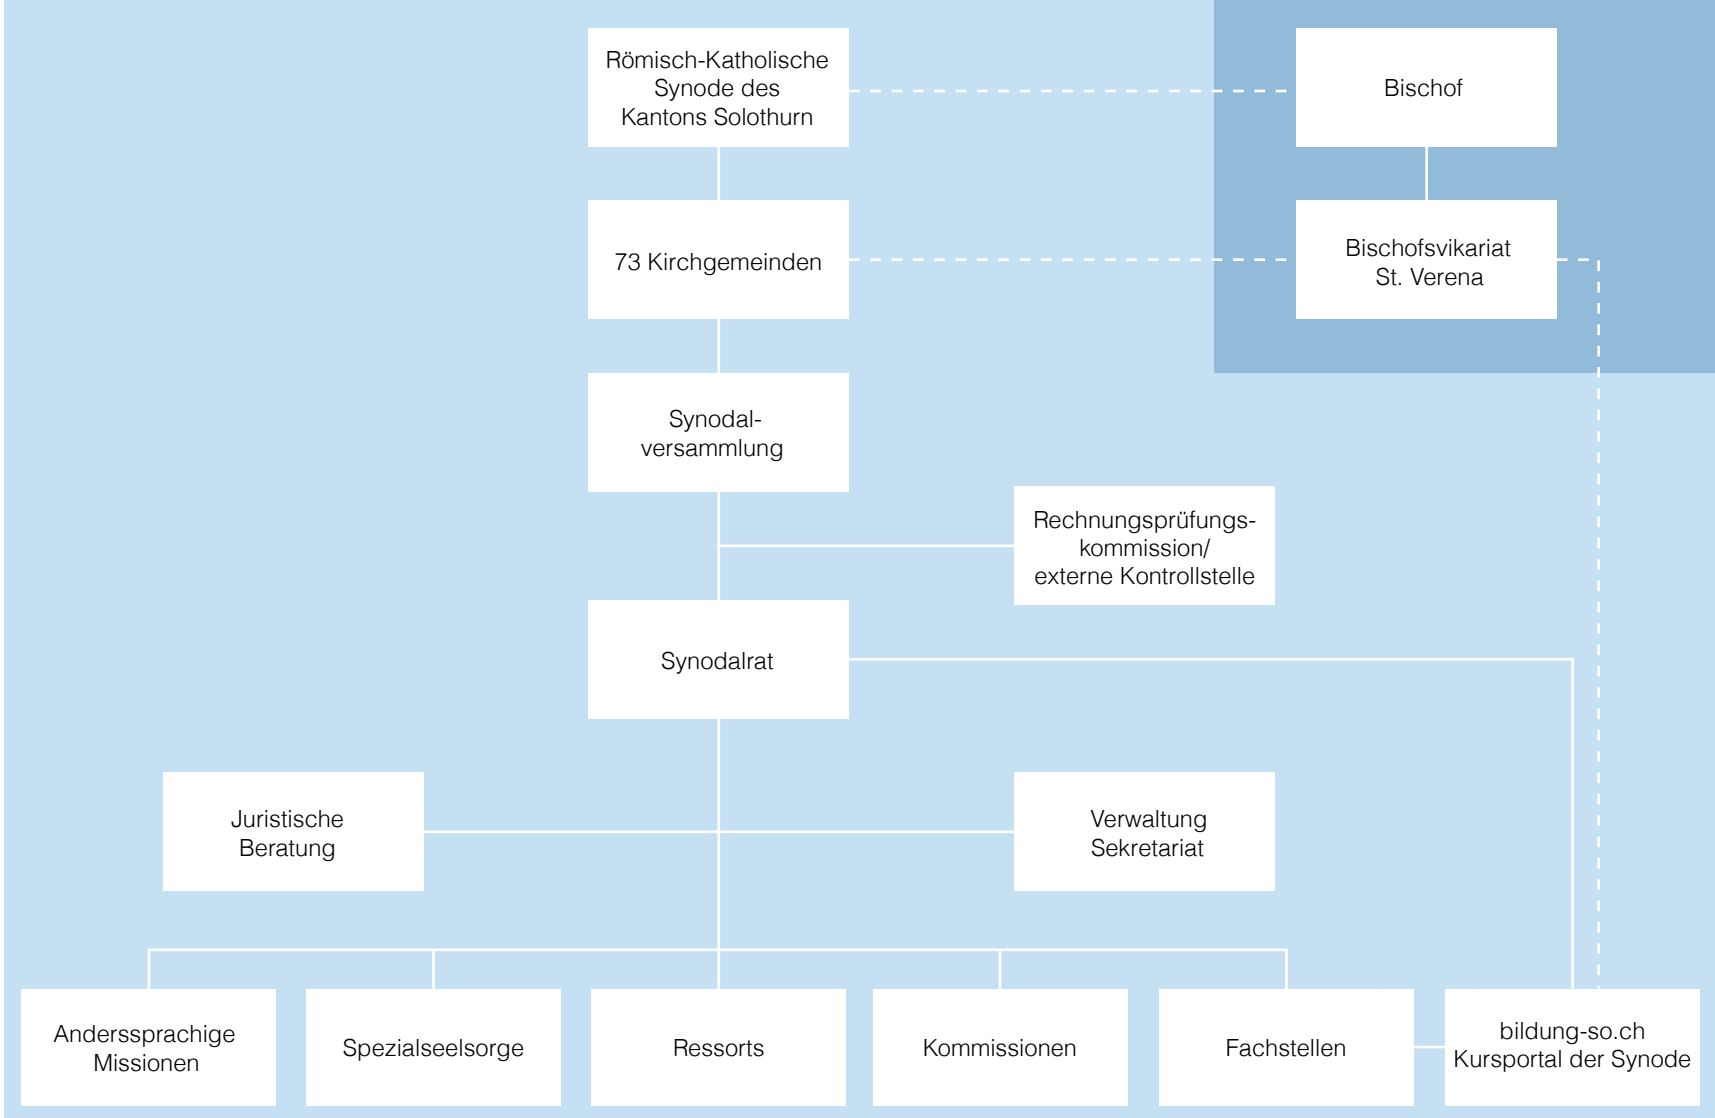 Römisch-Katholische
Synode des
Kantons Solothurn
Bischof
73 Kirchgemeinden
Bischofsvikariat
St. Verena
Synodal-
versammlung
Rechnungsprüfungs-
kommission/
externe Kontrollstelle
Synodalrat
Juristische
Beratung
Verwaltung
Sekretariat
Anderssprachige
Missionen
Spezialseelsorge
Ressorts
Kommissionen
Fachstellen
bildung-so.ch
Kursportal der Synode